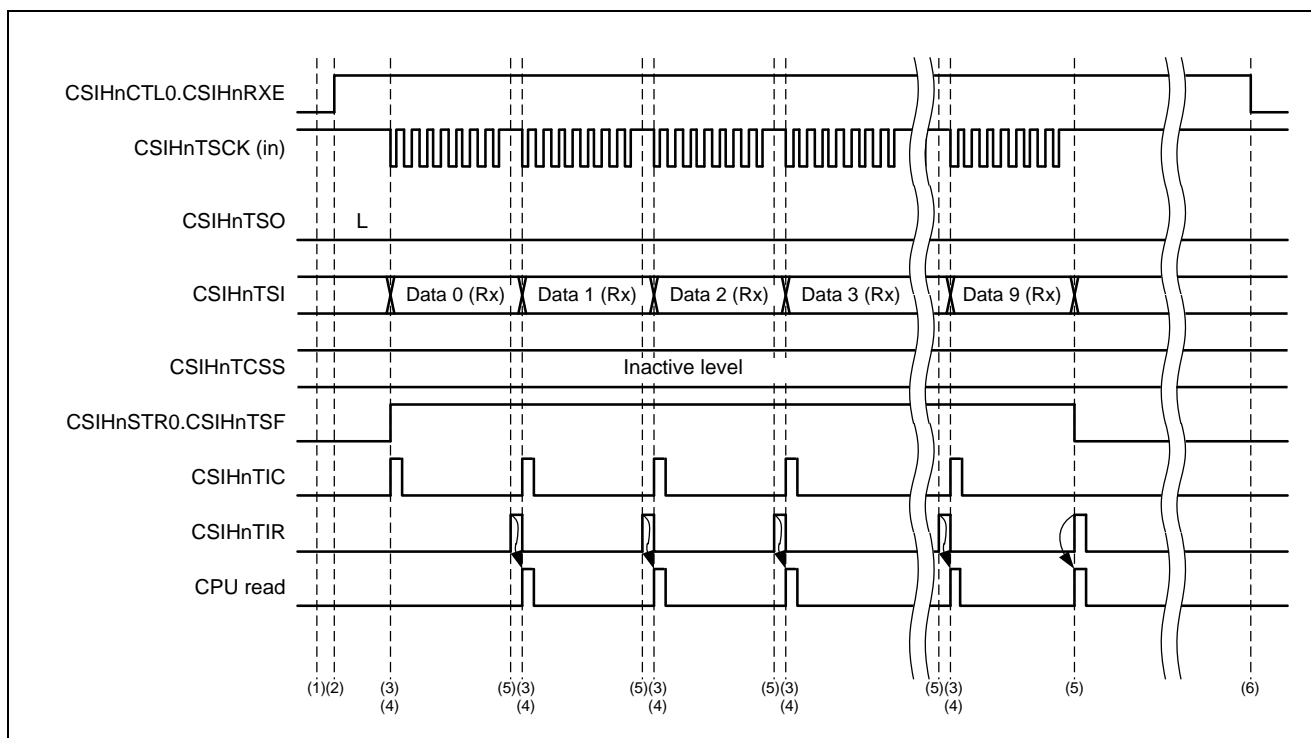 CSIHnCTL0.CSIHnRXE
CSIHnTSCK (in)
CSIHnTSO
L
CSIHnTSI
Data 0 (Rx) Data 1 (Rx) Data 2 (Rx) Data 3 (Rx) Data 9 (Rx)
CSIHnTCSS
Inactive level
CSIHnSTR0.CSIHnTSF
CSIHnTIC
CSIHnTIR
CPU read
(1)(2) (3) (5)(3) (5)(3) (5)(3) (5)(3) (5) (6)
(4) (4) (4) (4) (4)